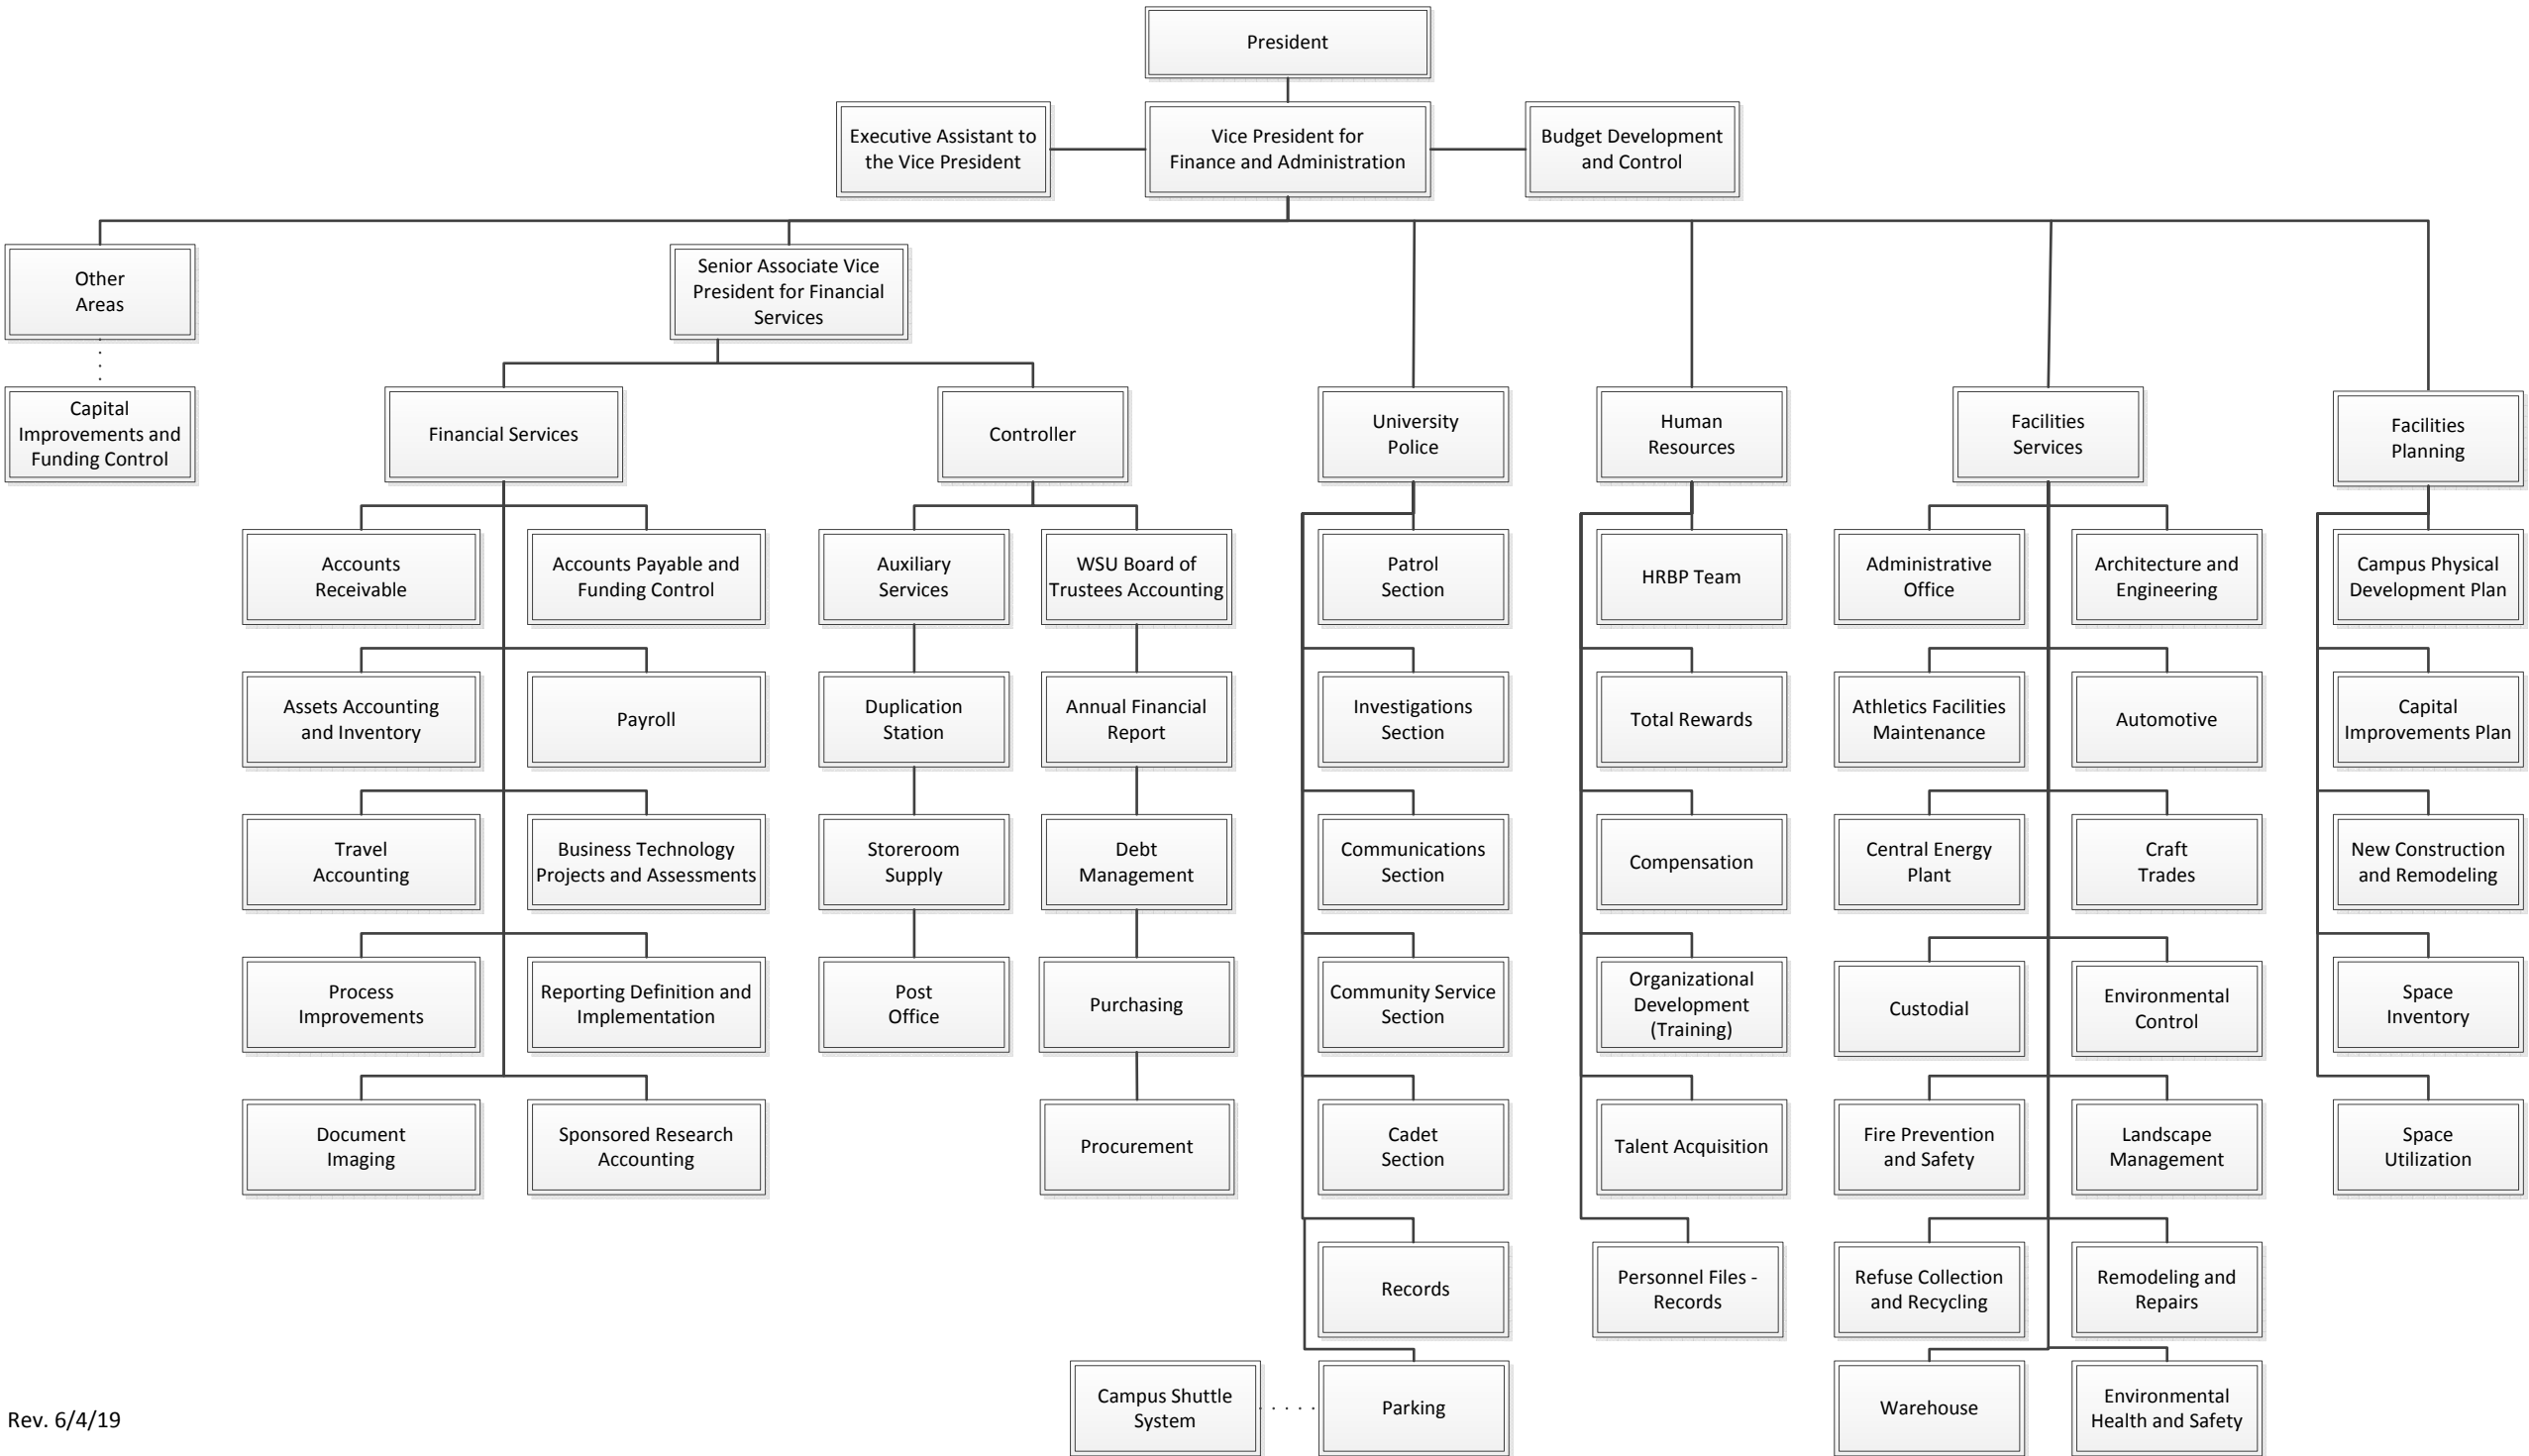 President
Executive Assistant to
the Vice President
Vice President for
Finance and Administration
Budget Development
and Control
Other
Areas
Senior Associate Vice
President for Financial
Services
Capital
Improvements and
Funding Control
Financial Services
Controller
University
Police
Human
Resources
Facilities
Services
Facilities
Planning
Accounts
Receivable
Accounts Payable and
Funding Control
Auxiliary
Services
WSU Board of
Trustees Accounting
Patrol
Section
HRBP Team
Administrative
Office
Architecture and
Engineering
Campus Physical
Development Plan
Assets Accounting
and Inventory
Payroll
Duplication
Station
Annual Financial
Report
Investigations
Section
Total Rewards
Athletics Facilities
Maintenance
Automotive
Capital
Improvements Plan
Travel
Accounting
Business Technology
Projects and Assessments
Storeroom
Supply
Debt
Management
Communications
Section
Compensation
Central Energy
Plant
Craft
Trades
New Construction
and Remodeling
Process
Improvements
Reporting Definition and
Implementation
Post
Office
Purchasing
Community Service
Section
Organizational
Development
(Training)
Custodial
Environmental
Control
Space
Inventory
Document
Imaging
Sponsored Research
Accounting
Procurement
Cadet
Section
Talent Acquisition
Fire Prevention
and Safety
Landscape
Management
Space
Utilization
Records
Personnel Files -
Records
Refuse Collection
and Recycling
Remodeling and
Repairs
Campus Shuttle
System
Parking
Warehouse
Environmental
Health and Safety
Rev. 6/4/19